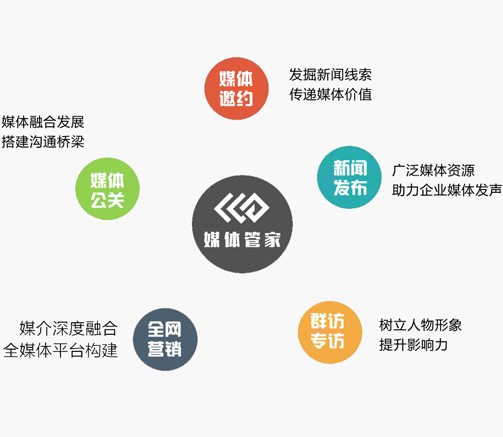 媒体
邀约
发掘新闻线索
传递媒体价值
媒体融合发展
搭建沟通桥梁
媒体
公关
新闻
发布
广泛媒体资源
助力企业媒体发声
媒体管家
全网
营销
媒介深度融合
全媒体平台构建
群访
专访
树立人物形象
提升影响力